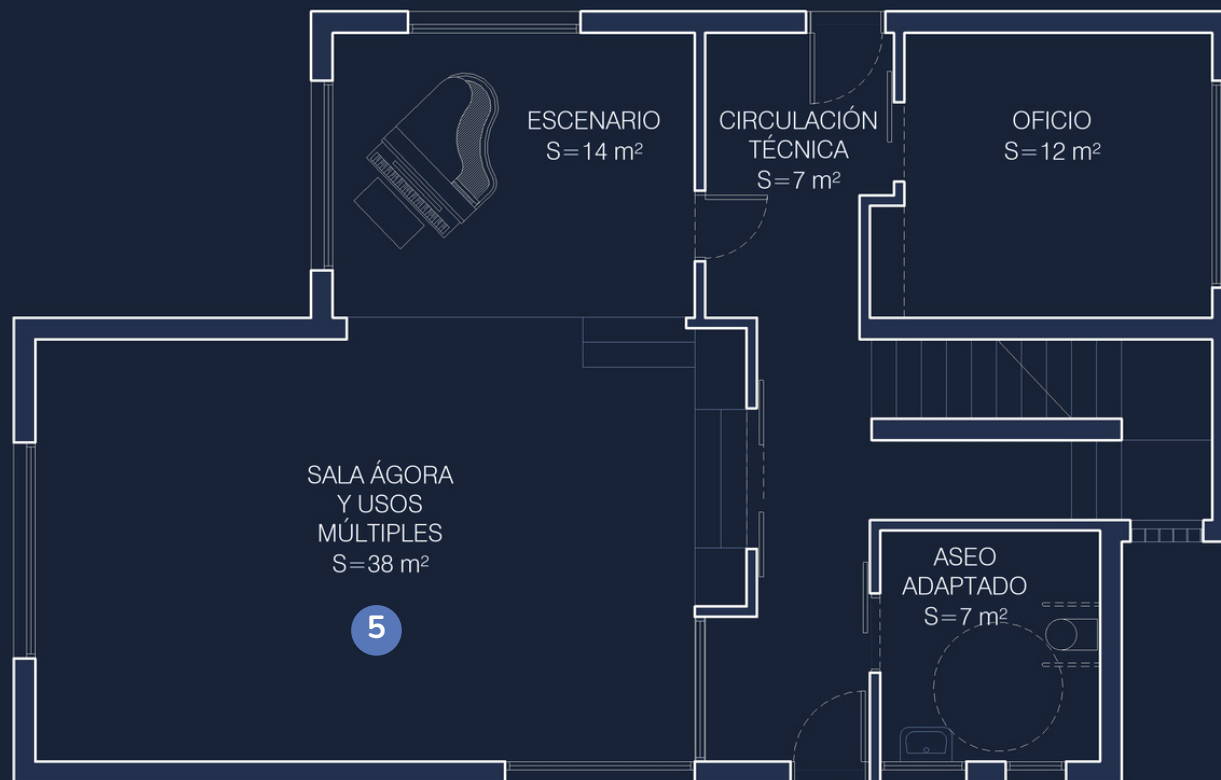 ESCENARIO
S=14 m²
CIRCULACIÓN
TÉCNICA
S=7 m²
OFICIO
S=12 m²
SALA ÁGORA
Y USOS
MÚLTIPLES
S=38 m²
5
ASEO
ADAPTADO
S=7 m²